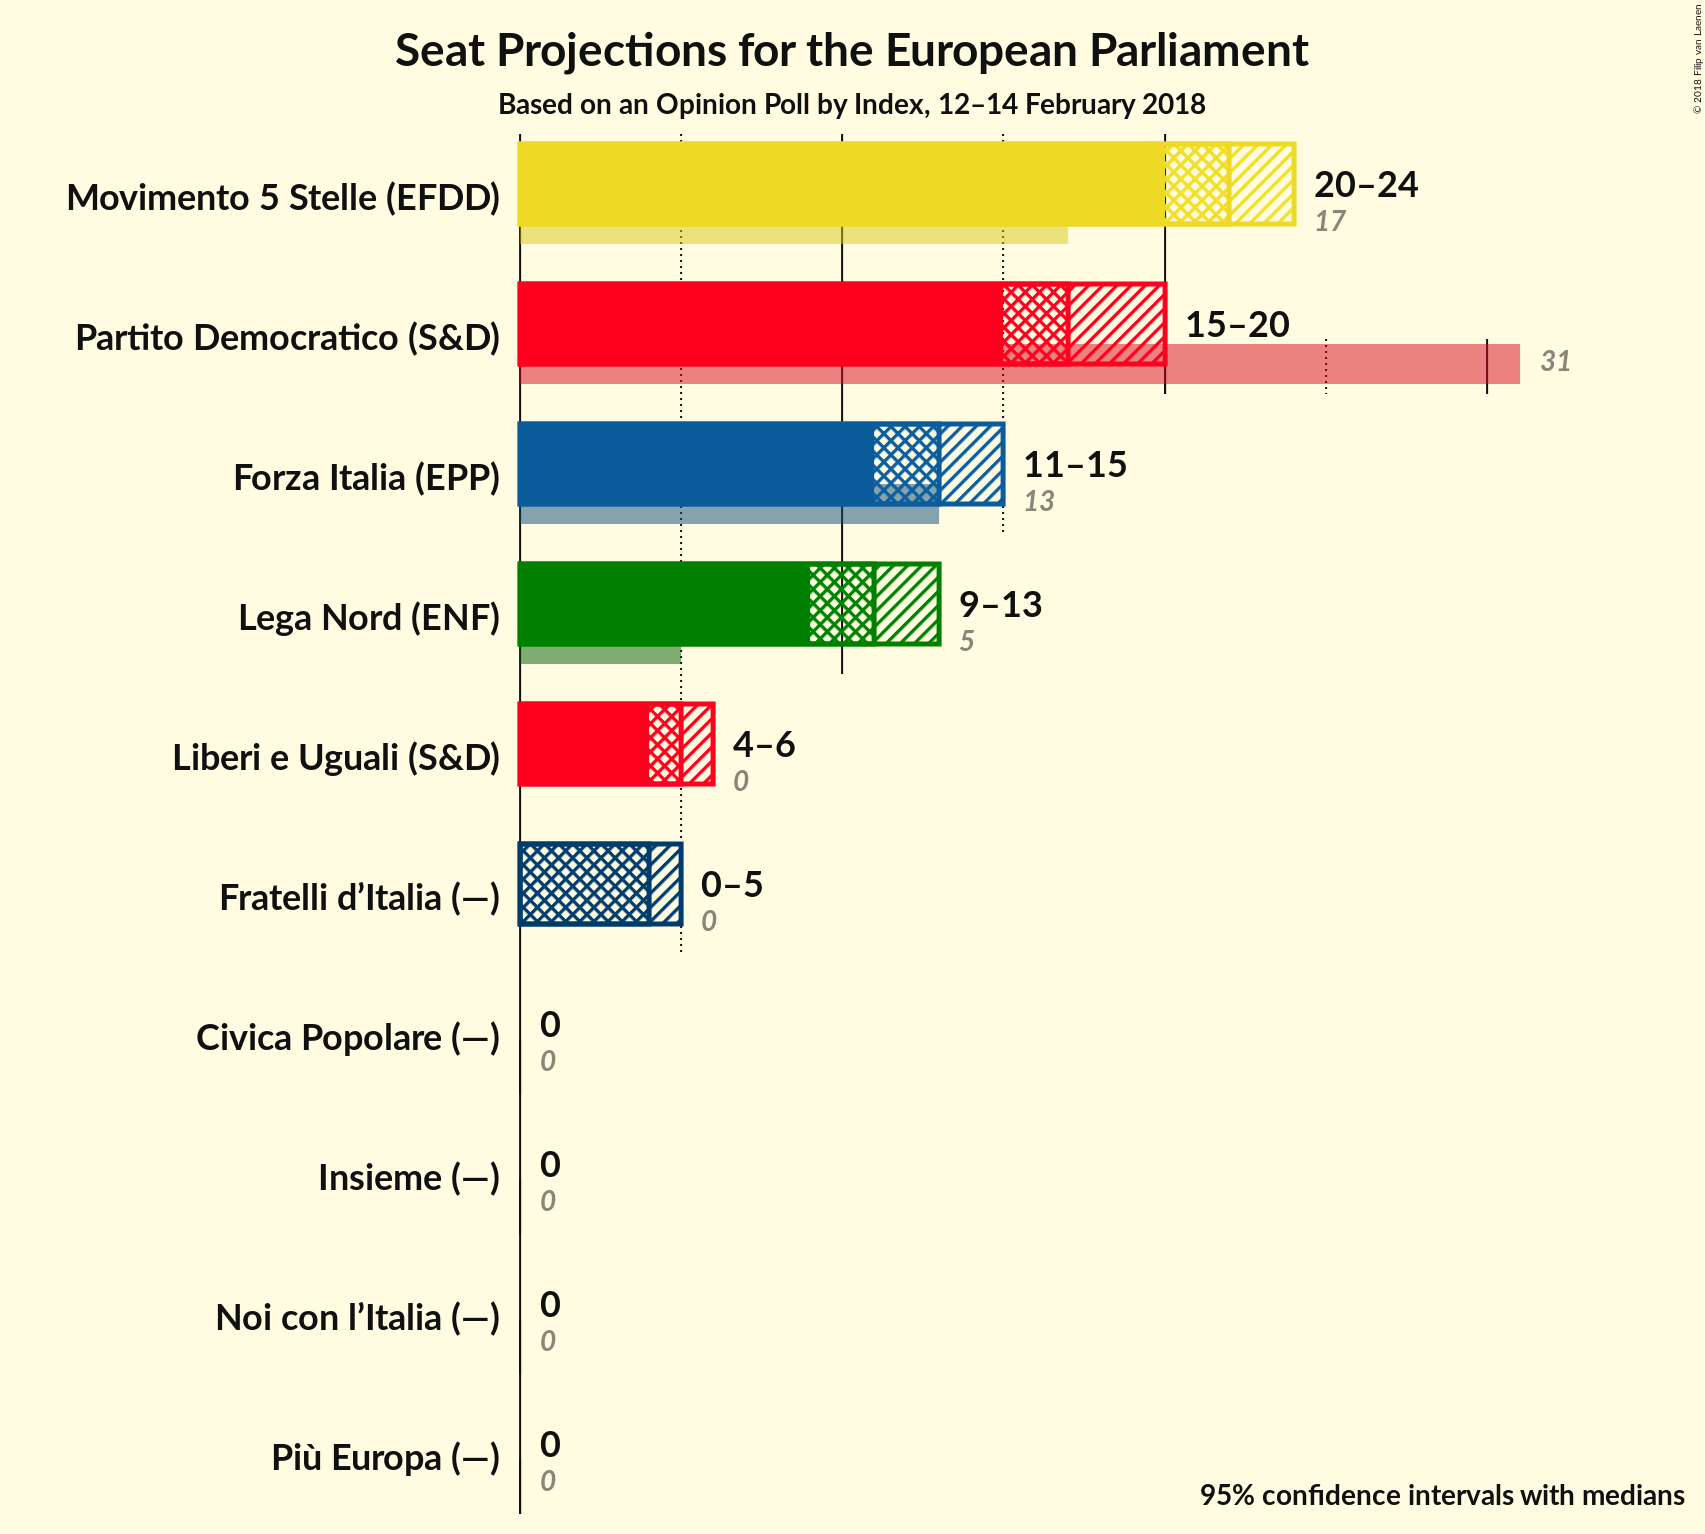 Seat Projections for the European Parliament
Based on an Opinion Poll by Index, 12–14 February 2018
© 2018 Filip van Laenen
Movimento 5 Stelle (EFDD)
20–24
17
Partito Democratico (S&D)
15–20
31
Forza Italia (EPP)
11–15
13
Lega Nord (ENF)
9–13
5
Liberi e Uguali (S&D)
4–6
0
Fratelli d’Italia (—)
0–5
0
Civica Popolare (—)
0
0
Insieme (—)
0
0
Noi con l’Italia (—)
0
0
Più Europa (—)
0
0
95% confidence intervals with medians